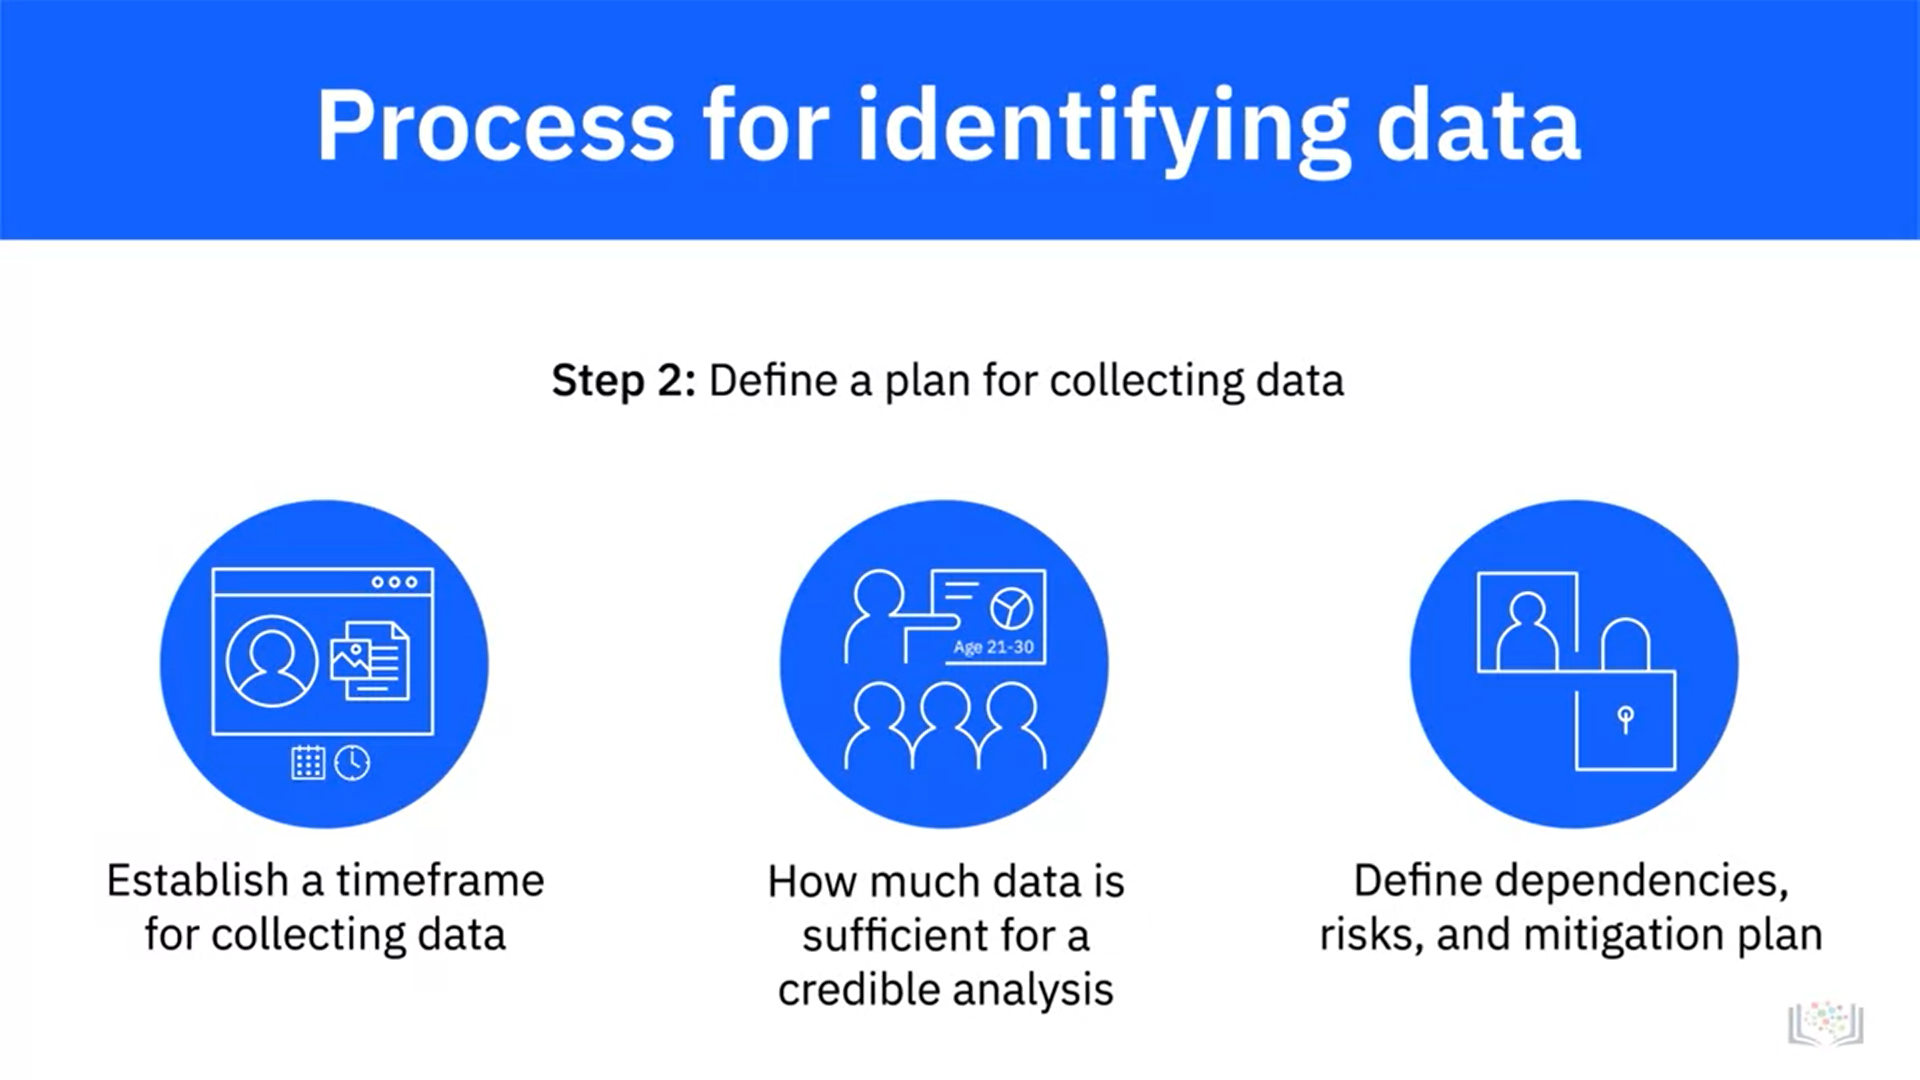 Process for identifying data
Step 2: Define a plan for collecting data
Age 21-30
Establish a timeframe
for collecting data
How much data is
sufficient for a
credible analysis
Define dependencies,
risks, and mitigation plan